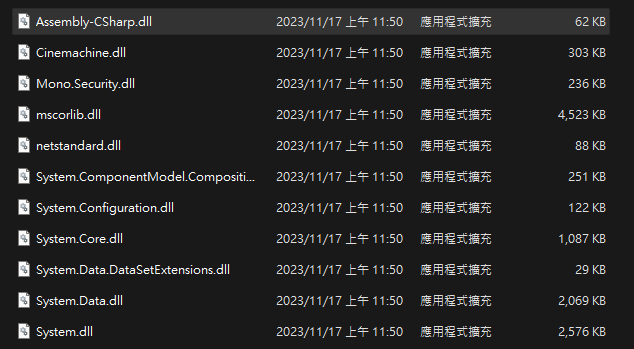 Assembly-CSharp.dll 2023/11/17 上午 11:50 應用程式擴充 62 KB
Cinemachine.dll 2023/11/17 上午 11:50 應用程式擴充 303 KB
Mono.Security.dll 2023/11/17 上午 11:50 應用程式擴充 236 KB
mscorlib.dll 2023/11/17 上午 11:50 應用程式擴充 4,523 KB
netstandard.dll 2023/11/17 上午 11:50 應用程式擴充 88 KB
System.ComponentModel.Compositi... 2023/11/17 上午 11:50 應用程式擴充 251 KB
System.Configuration.dll 2023/11/17 上午 11:50 應用程式擴充 122 KB
System.Core.dll 2023/11/17 上午 11:50 應用程式擴充 1,087 KB
System.Data.DataSetExtensions.dll 2023/11/17 上午 11:50 應用程式擴充 29 KB
System.Data.dll 2023/11/17 上午 11:50 應用程式擴充 2,069 KB
System.dll 2023/11/17 上午 11:50 應用程式擴充 2,576 KB